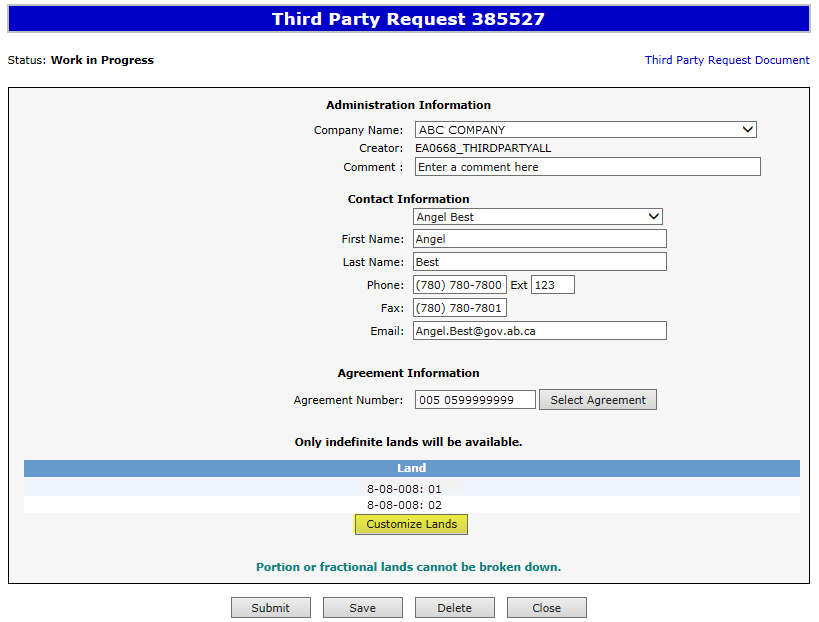 Third Party Request 385527
Status: Work in Progress Third Party Request Document
Administration Information
Company Name: ABC COMPANY
Creator: EA0668_THIRDPARTYALL
Comment : Enter a comment here
Contact Information
Angel Best
First Name: Angel
Last Name: Best
Phone: (780) 780-7800 Ext 123
Fax: (780) 780-7801
Email: Angel.Best@gov.ab.ca
Agreement Information
Agreement Number: 005 0599999999 Select Agreement
Only indefinite lands will be available.
Land
8-08-008: 01
8-08-008: 02
Customize Lands
Portion or fractional lands cannot be broken down.
Submit Save Delete Close